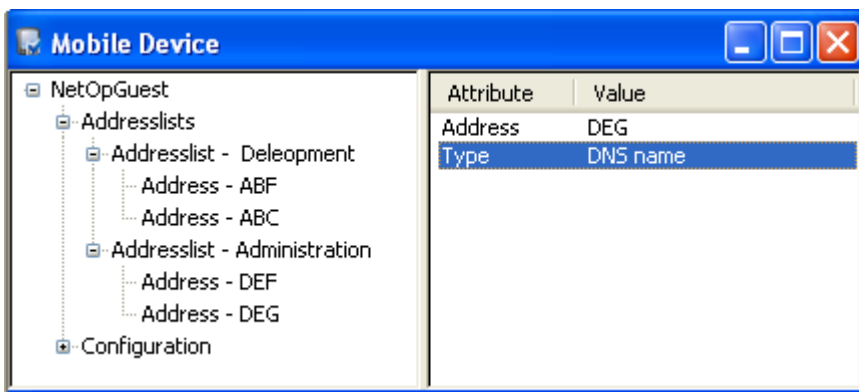 Mobile Device
NetOpGuest
Addresslists
Addresslist - Deleopment
Address - ABF
Address - ABC
Addresslist - Administration
Address - DEF
Address - DEG
Configuration
Attribute Value
Address DEG
Type DNS name